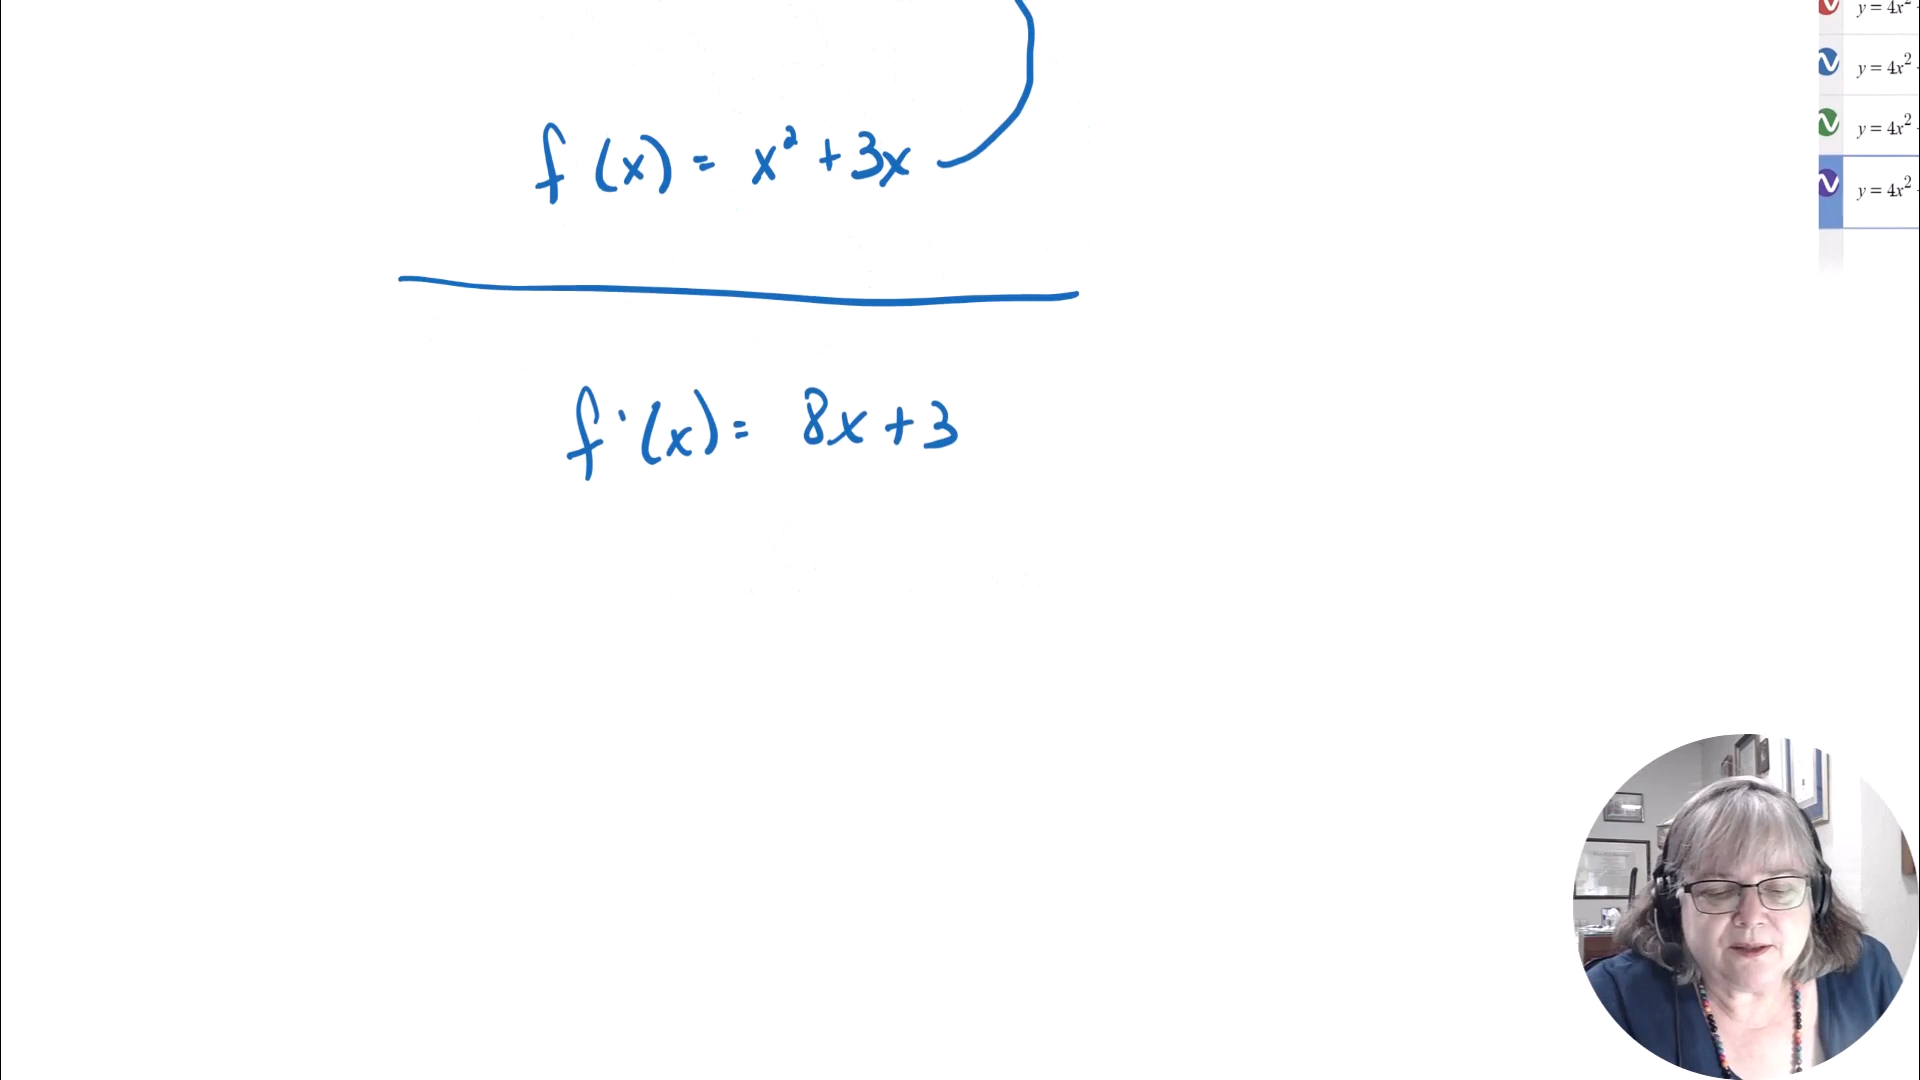 y = 4x²
y = 4x²
f(x) = x² + 3x
y = 4x²
y = 4x²
f'(x) = 8x + 3